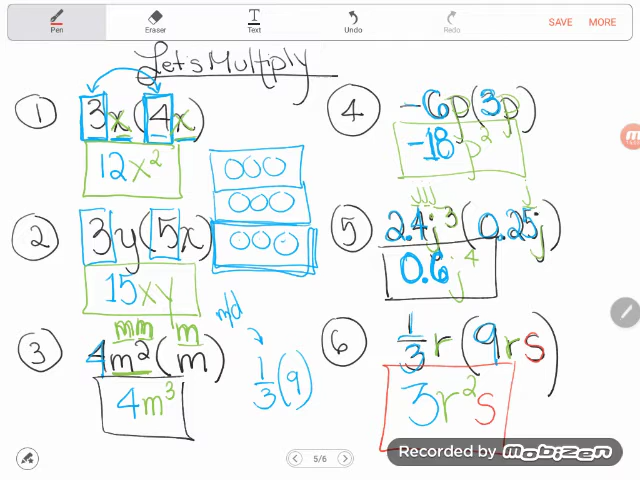 Pen
Eraser
Text
Undo
Redo
SAVE
MORE
Let's Multiply
1
3x(4x)
12x²
2
3y(5x)
15xy
3
mm m
4m²(m)
4m³
m/d
1/3(9)
4
-6p(3p)
-18p²
5
jjj j
2.4j³(0.25j)
0.6j⁴
6
1/3r(9rs)
3r²s
5/6
Recorded by
mobizen